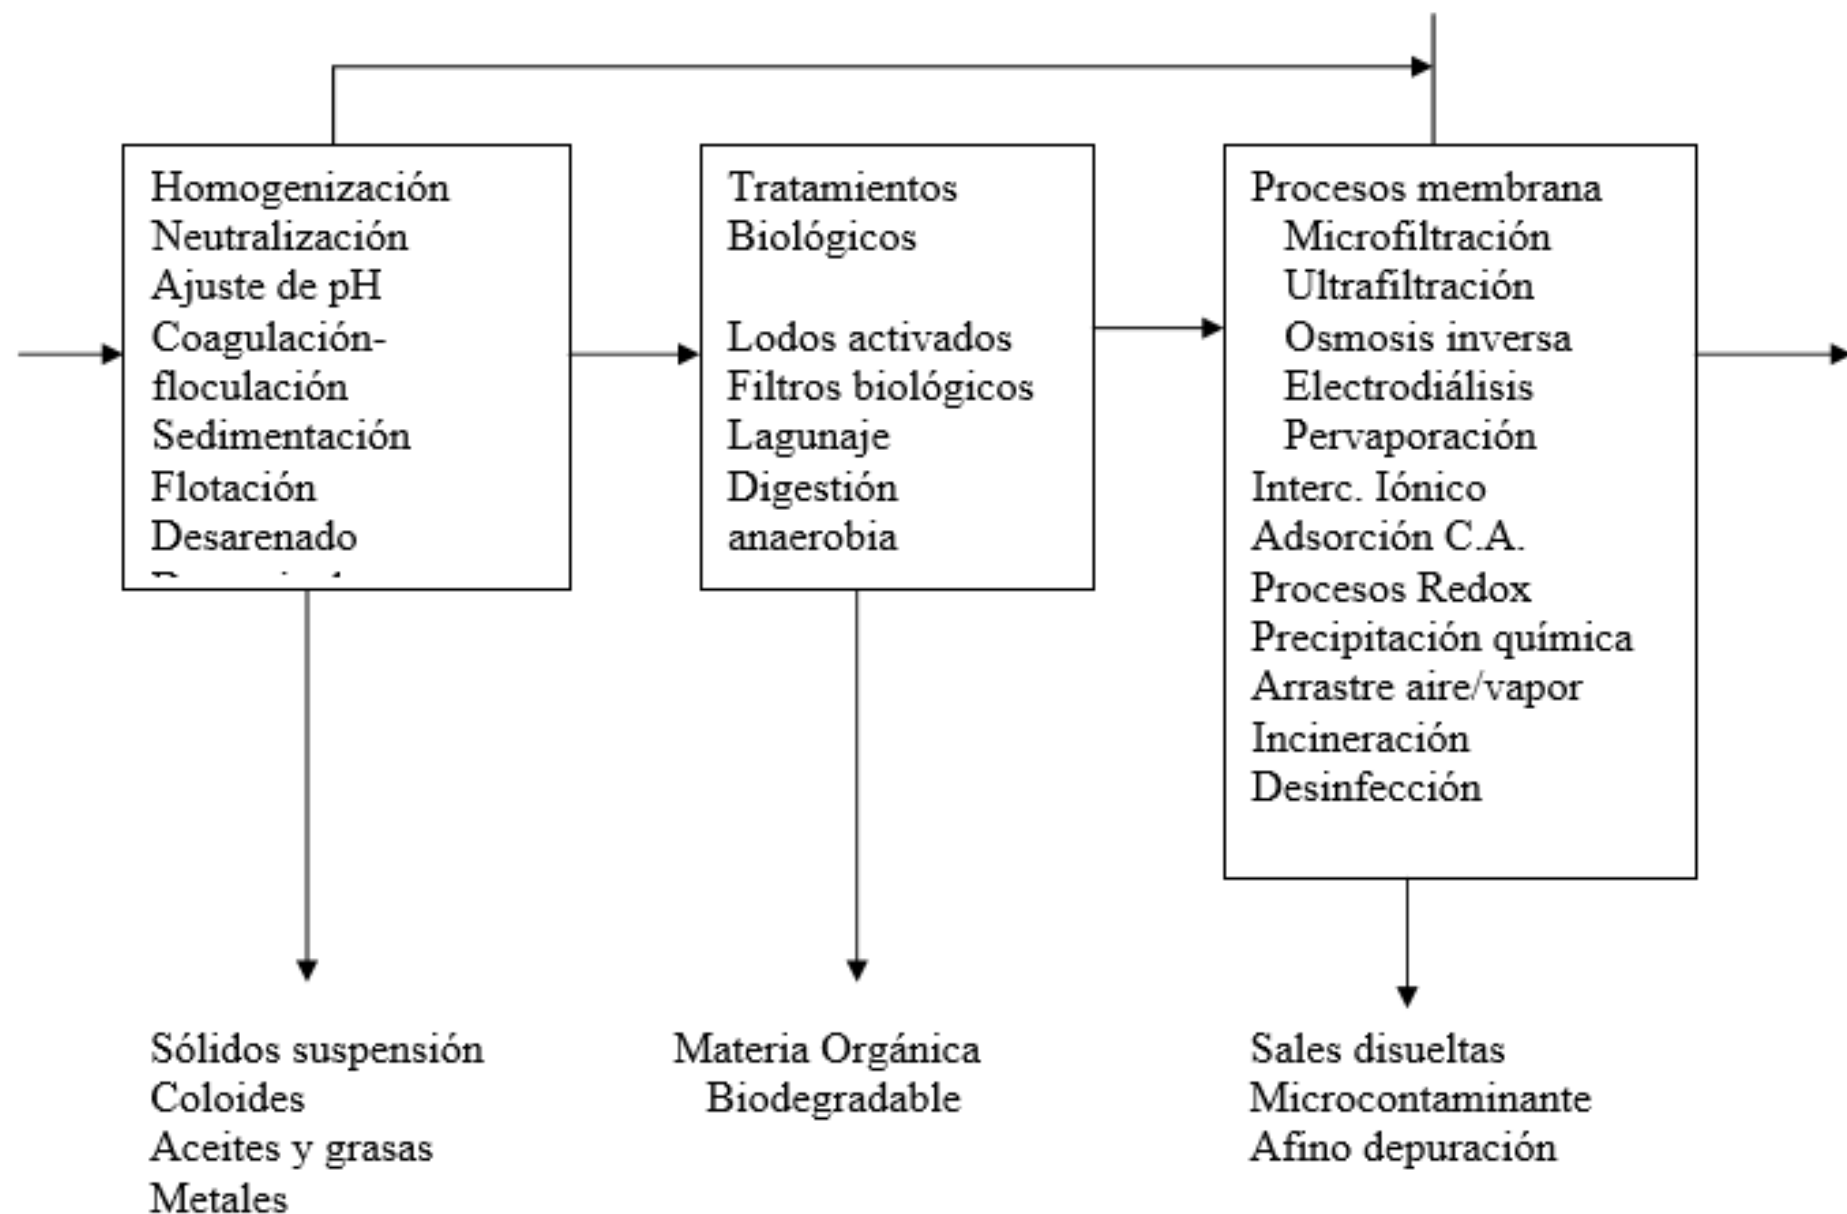 Homogenización
Neutralización
Ajuste de pH
Coagulación-
floculación
Sedimentación
Flotación
Desarenado
Tratamientos
Biológicos
Lodos activados
Filtros biológicos
Lagunaje
Digestión
anaerobia
Procesos membrana
Microfiltración
Ultrafiltración
Osmosis inversa
Electrodiálisis
Pervaporación
Interc. Iónico
Adsorción C.A.
Procesos Redox
Precipitación química
Arrastre aire/vapor
Incineración
Desinfección
Sólidos suspensión
Coloides
Aceites y grasas
Metales
Materia Orgánica
Biodegradable
Sales disueltas
Microcontaminante
Afino depuración